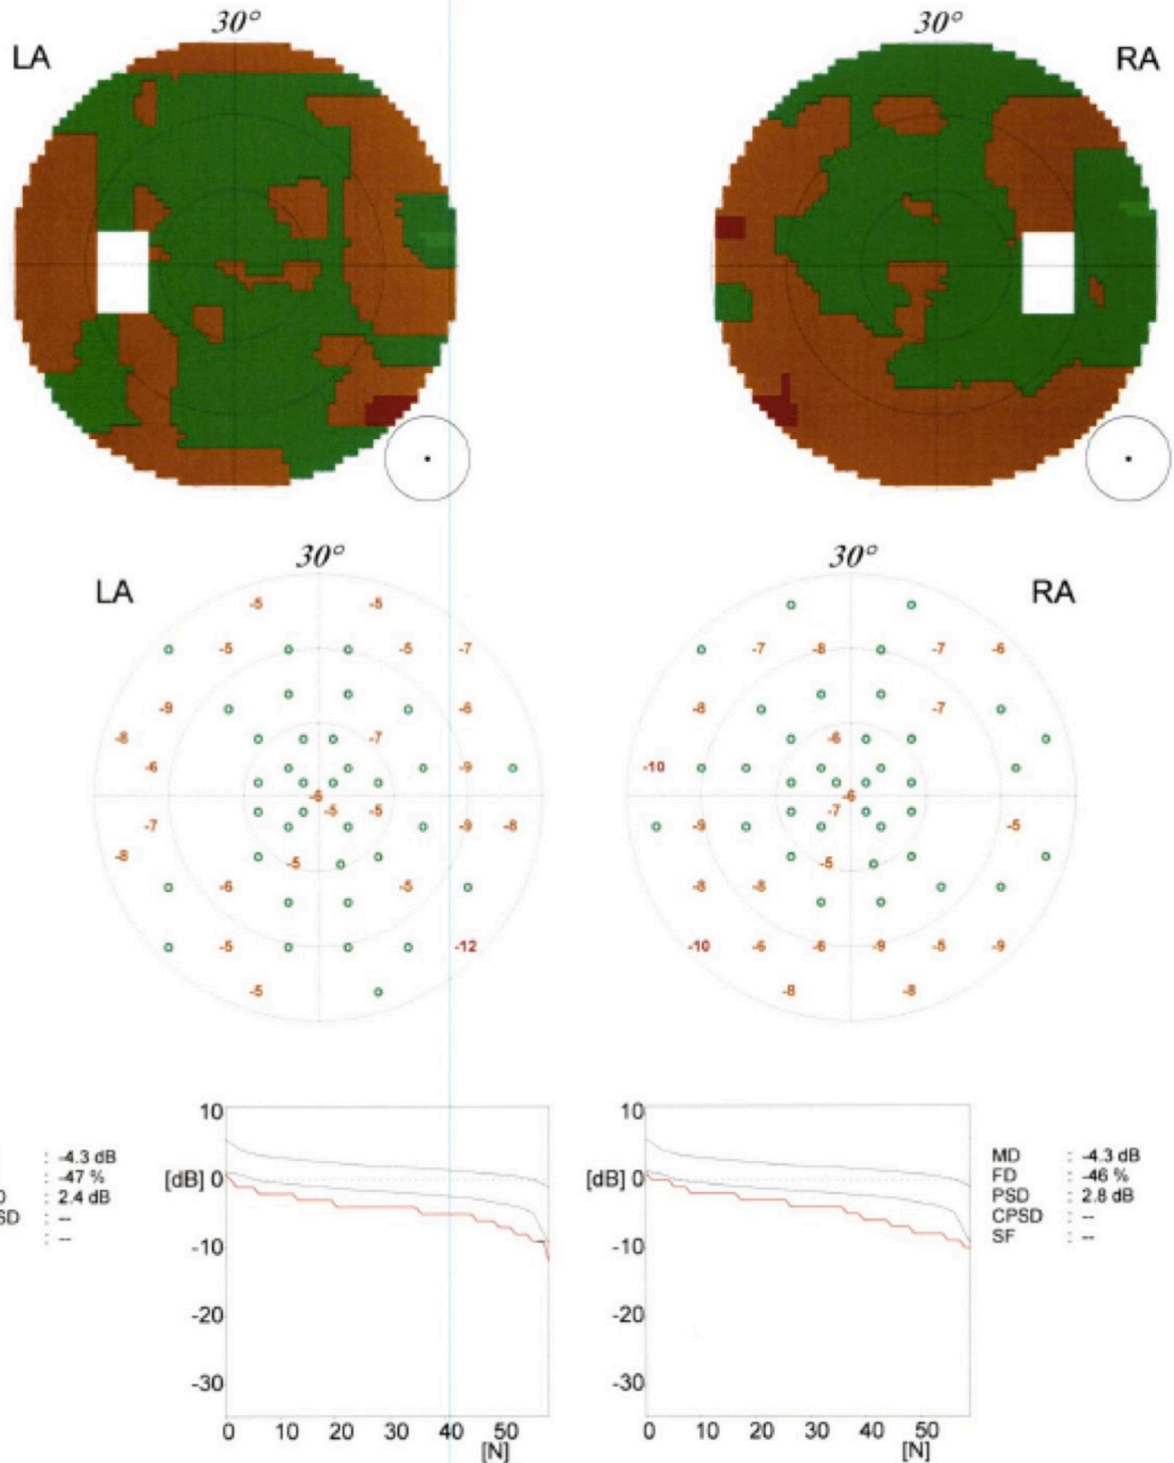 30°
LA
30°
RA
30°
LA
-5 -5
-5 -5 -7
-9 -6
-8 -7
-6 -9
-6
-5 -5
-7 -9 -8
-8
-5
-6 -5
-5 -12
-5
30°
RA
-7 -8 -7 -6
-8 -7
-6
-10
-6
-7
-9 -5
-5
-8 -8
-10 -6 -6 -9 -5 -9
-8 -8
: -4.3 dB
: -47 %
D : 2.4 dB
SD : --
: --
10
[dB] 0
-10
-20
-30
0 10 20 30 40 50
[N]
10
[dB] 0
-10
-20
-30
0 10 20 30 40 50
[N]
MD : -4.3 dB
FD : -46 %
PSD : 2.8 dB
CPSD : --
SF : --